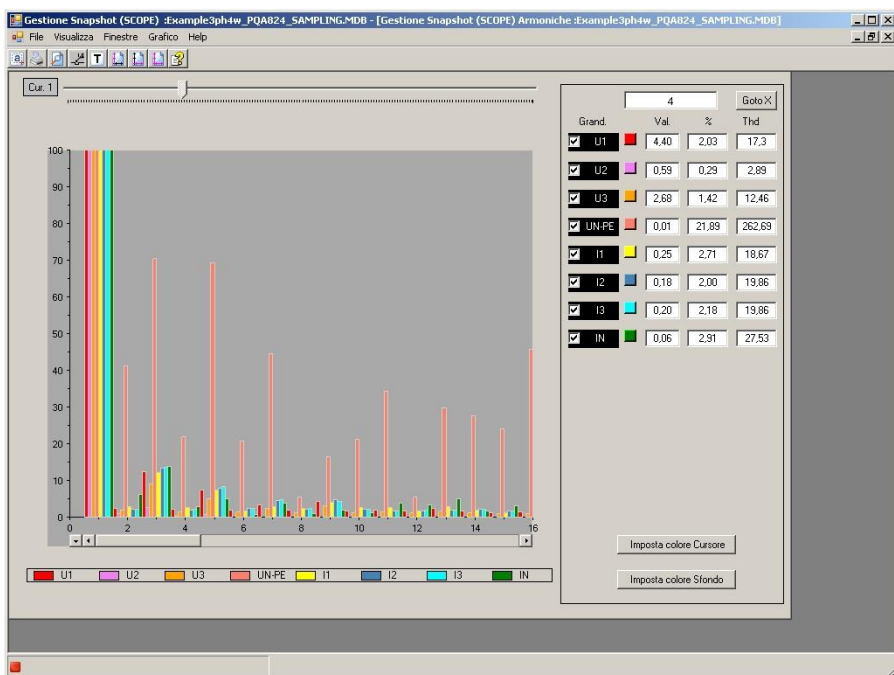 Gestione Snapshot (SCOPE) :Example3ph4w_PQA824_SAMPLING.MDB - [Gestione Snapshot (SCOPE) Armoniche :Example3ph4w_PQA824_SAMPLING.MDB]
File Visualizza Finestre Grafico Help
Cur. 1
4 Goto X
Grand. Val. % Thd
U1 4,40 2,03 17,3
U2 0,59 0,29 2,89
U3 2,68 1,42 12,46
UN-PE 0,01 21,89 262,69
I1 0,25 2,71 18,67
I2 0,18 2,00 19,86
I3 0,20 2,18 19,86
IN 0,06 2,91 27,53
100
90
80
70
60
50
40
30
20
10
0
0 2 4 6 8 10 12 14 16
U1 U2 U3 UN-PE I1 I2 I3 IN
Imposta colore Cursore
Imposta colore Sfondo